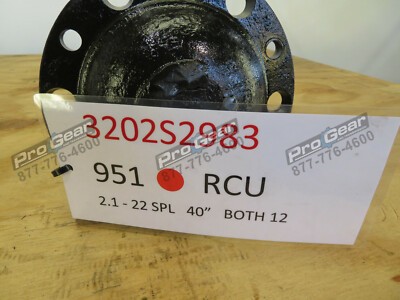 3202S2983
Pro Gear
877-776-4600
Pro Gear
877-776-4600
Pro Gear
877-776-4600
951 RCU
2.1 - 22 SPL 40” BOTH 12